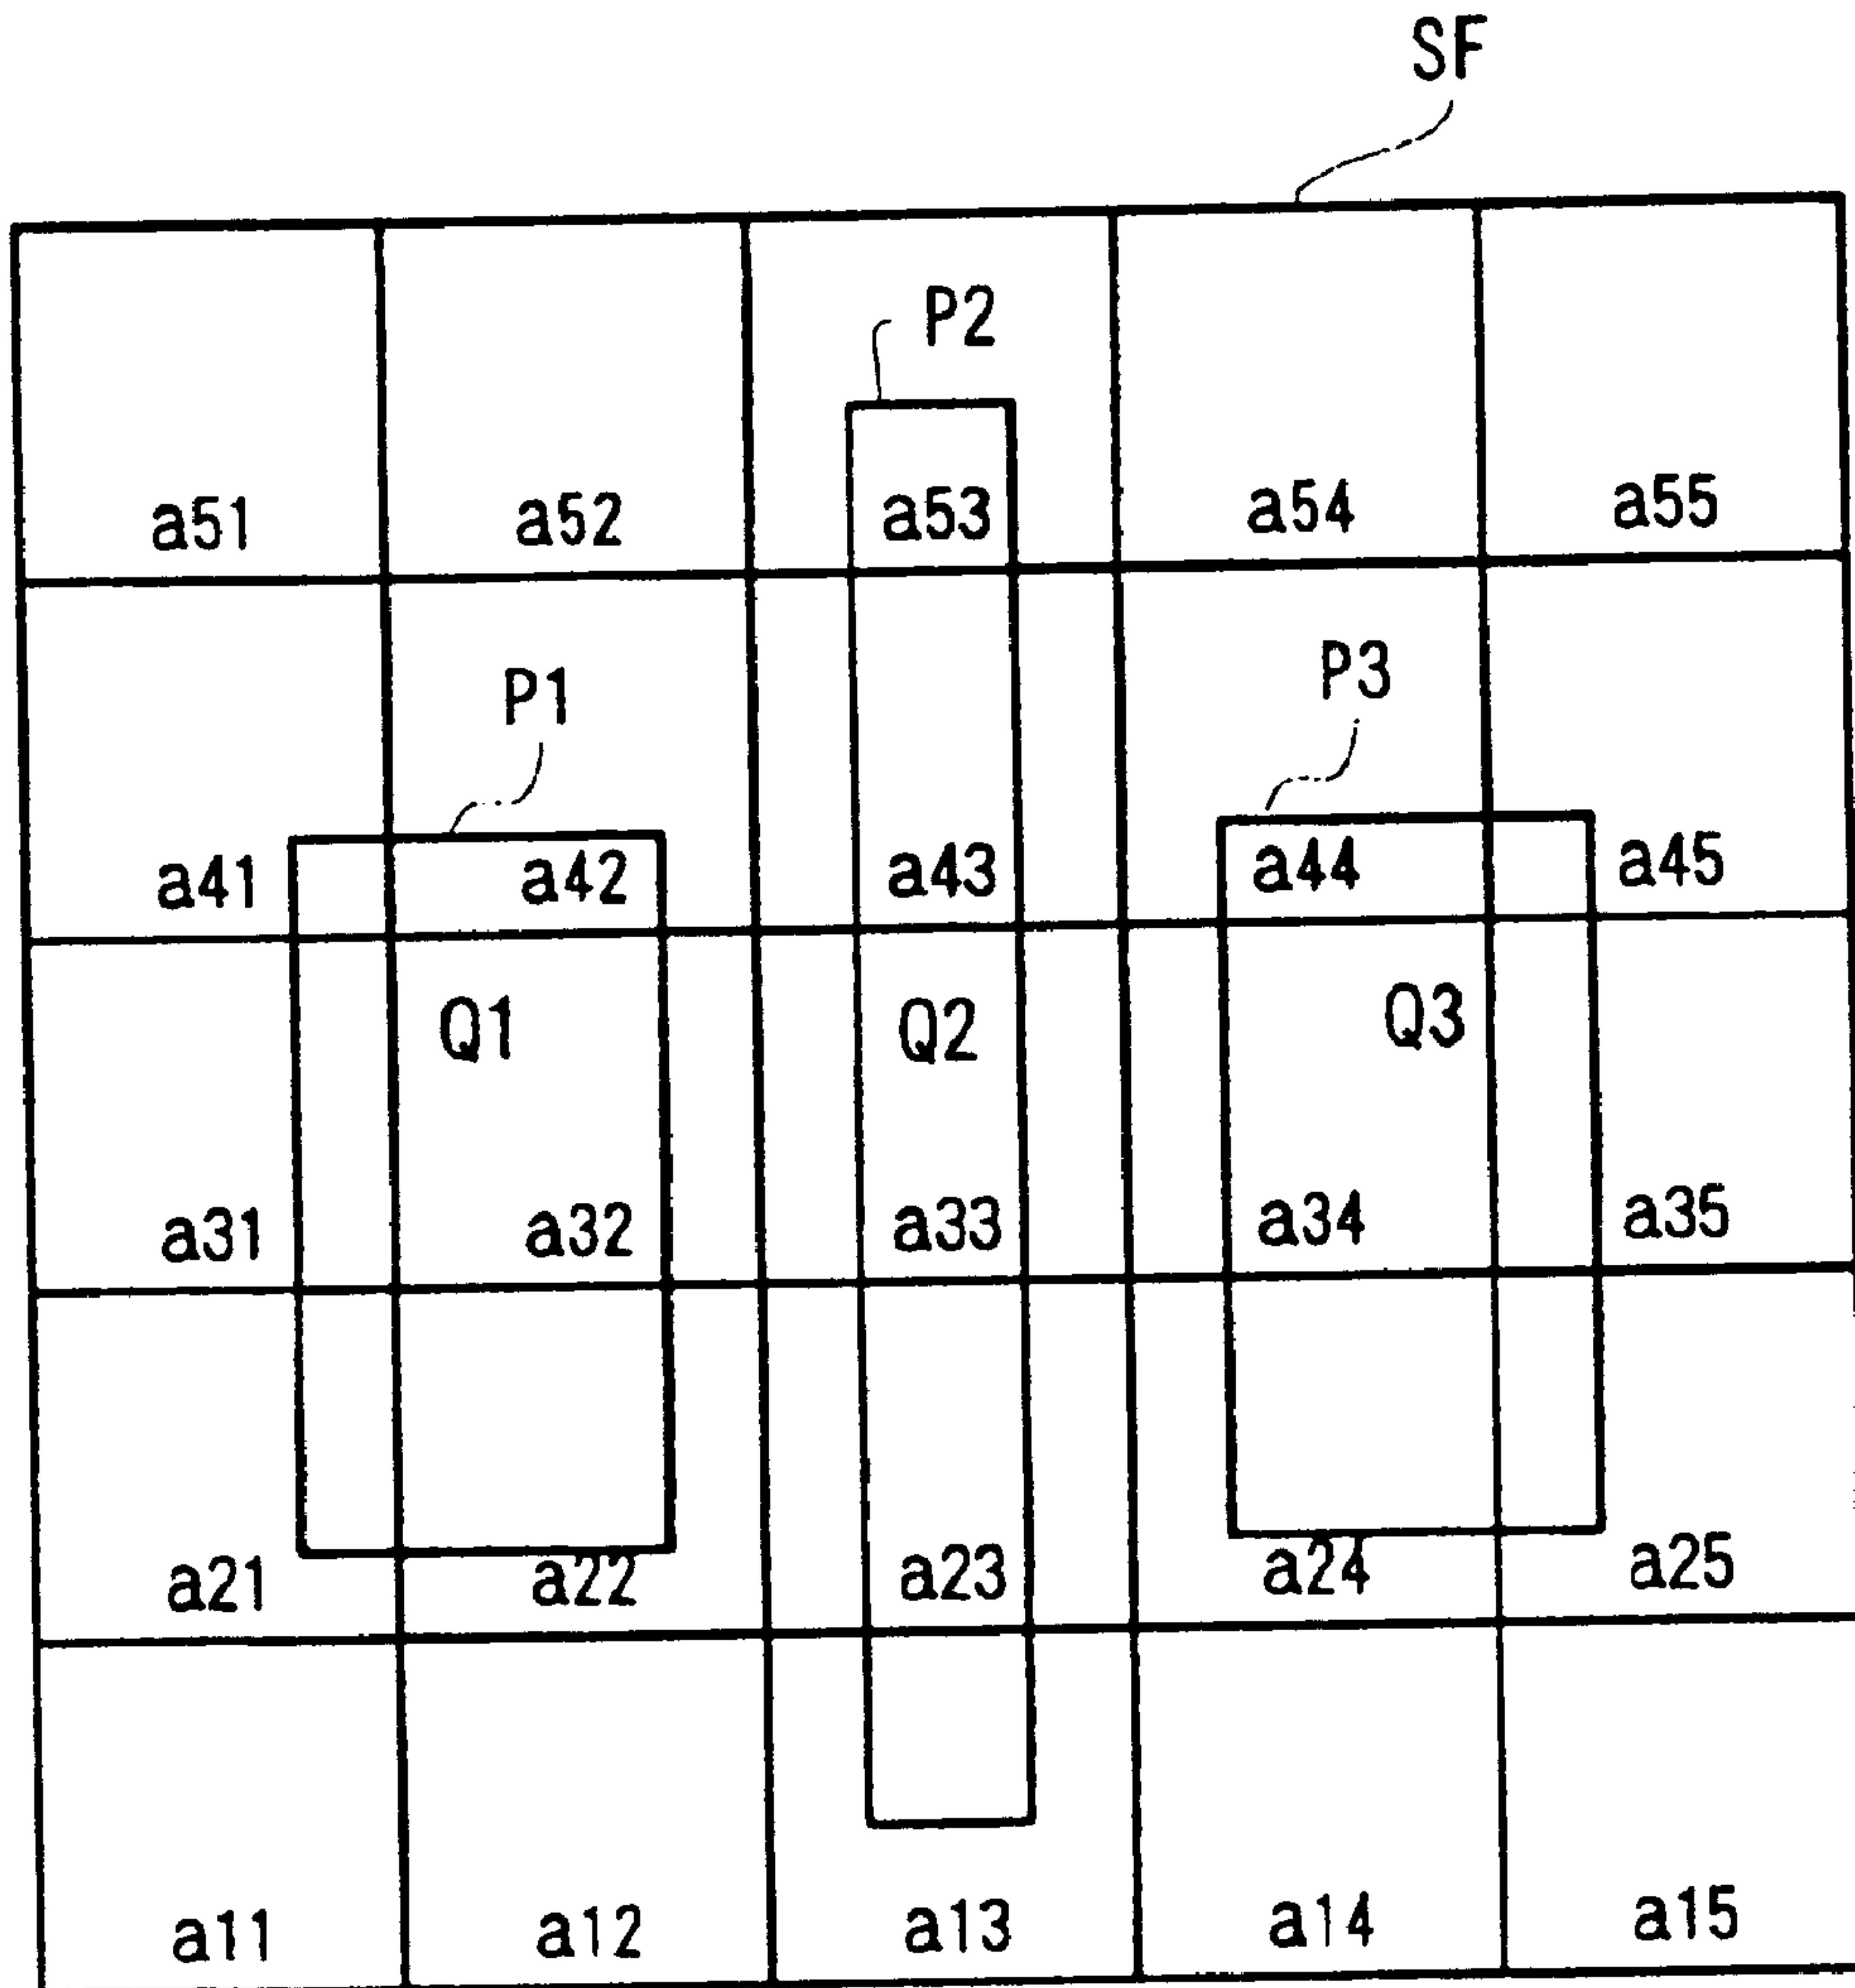 SF
P2
a51 a52 a53 a54 a55
P1 P3
a41 a42 a43 a44 a45
Q1 Q2 Q3
a31 a32 a33 a34 a35
a21 a22 a23 a24 a25
a11 a12 a13 a14 a15